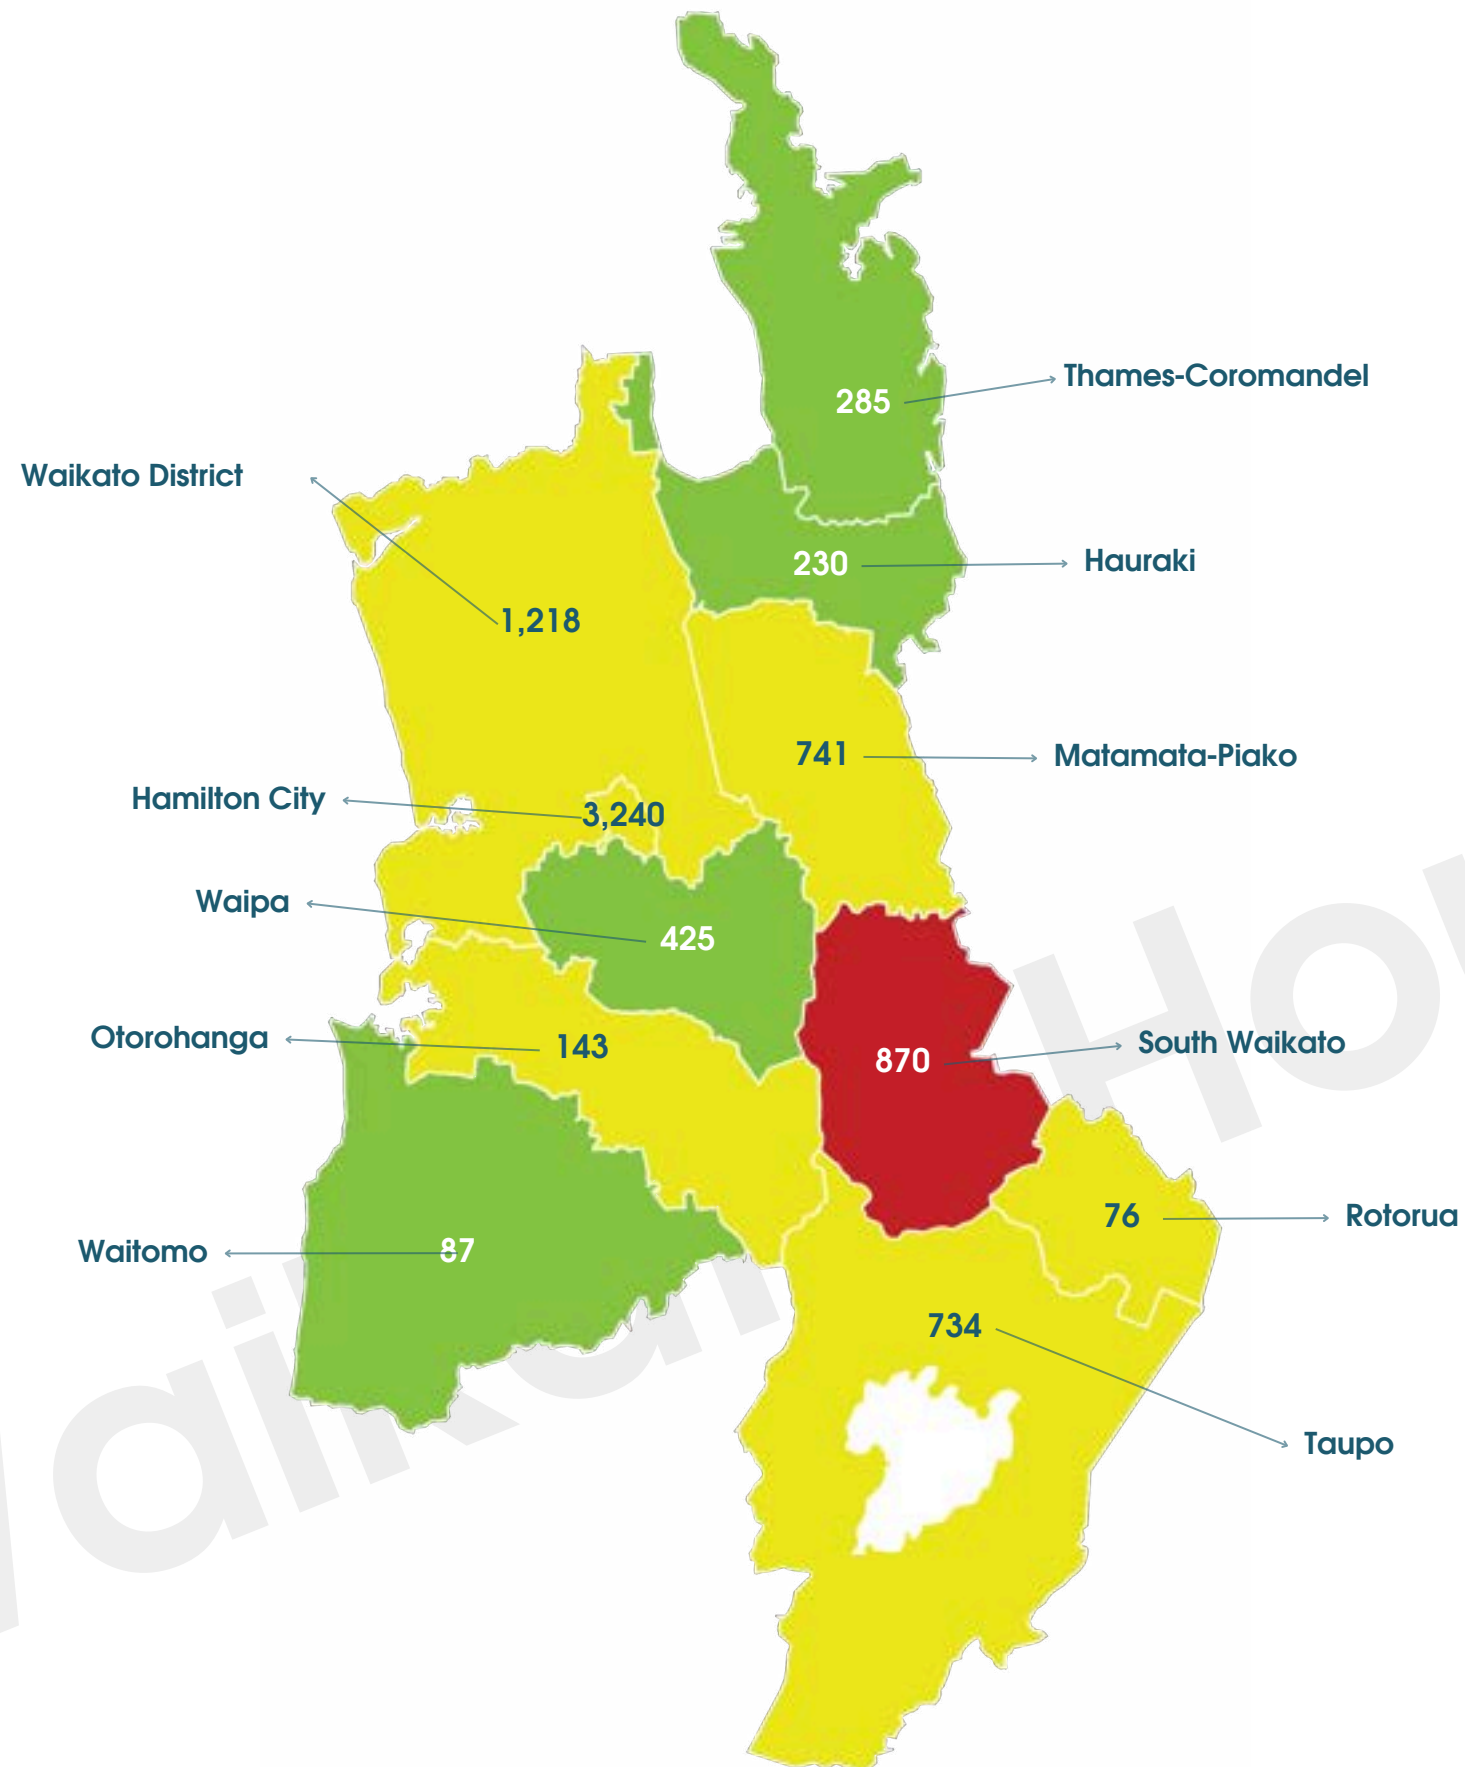 Thames-Coromandel
285
Waikato District
Hauraki
230
1,218
Matamata-Piako
741
Hamilton City
3,240
Waipa
425
Otorohanga
143
South Waikato
870
Rotorua
76
Waitomo
87
734
Taupo